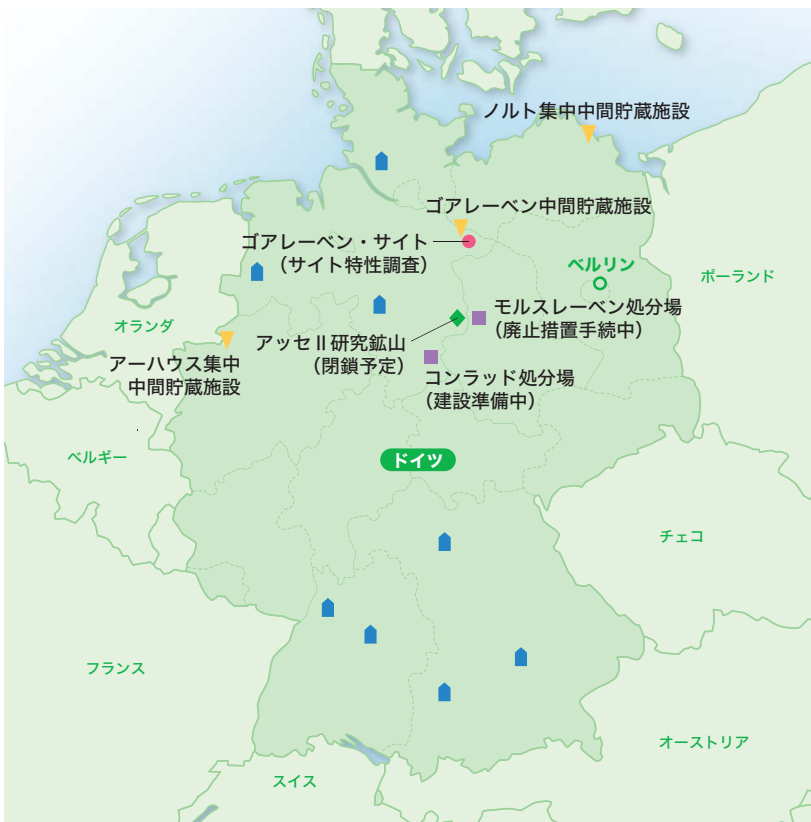 ノルト集中中間貯蔵施設
ゴアレーベン中間貯蔵施設
ゴアレーベン・サイト
（サイト特性調査）
ベルリン
ポーランド
オランダ
モルスレーベン処分場
（廃止措置手続中）
アッセⅡ研究鉱山
（閉鎖予定）
アーハウス集中
中間貯蔵施設
コンラッド処分場
（建設準備中）
ベルギー
ドイツ
チェコ
フランス
オーストリア
スイス